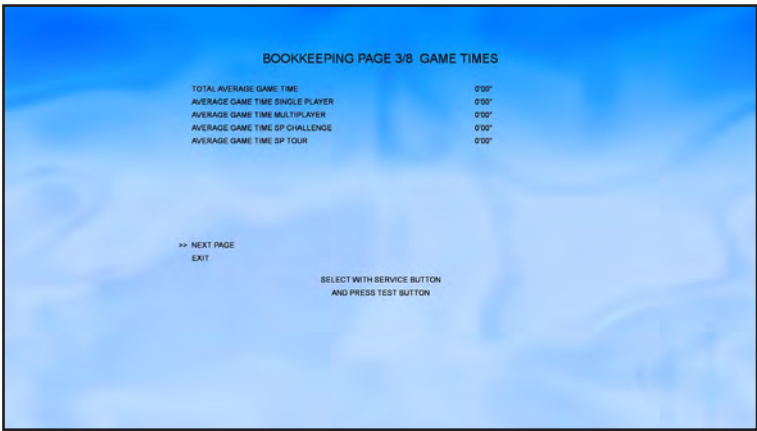 BOOKKEEPING PAGE 3/8 GAME TIMES
TOTAL AVERAGE GAME TIME 0'00"
AVERAGE GAME TIME SINGLE PLAYER 0'00"
AVERAGE GAME TIME MULTIPLAYER 0'00"
AVERAGE GAME TIME SP CHALLENGE 0'00"
AVERAGE GAME TIME SP TOUR 0'00"
>> NEXT PAGE
EXIT
SELECT WITH SERVICE BUTTON
AND PRESS TEST BUTTON